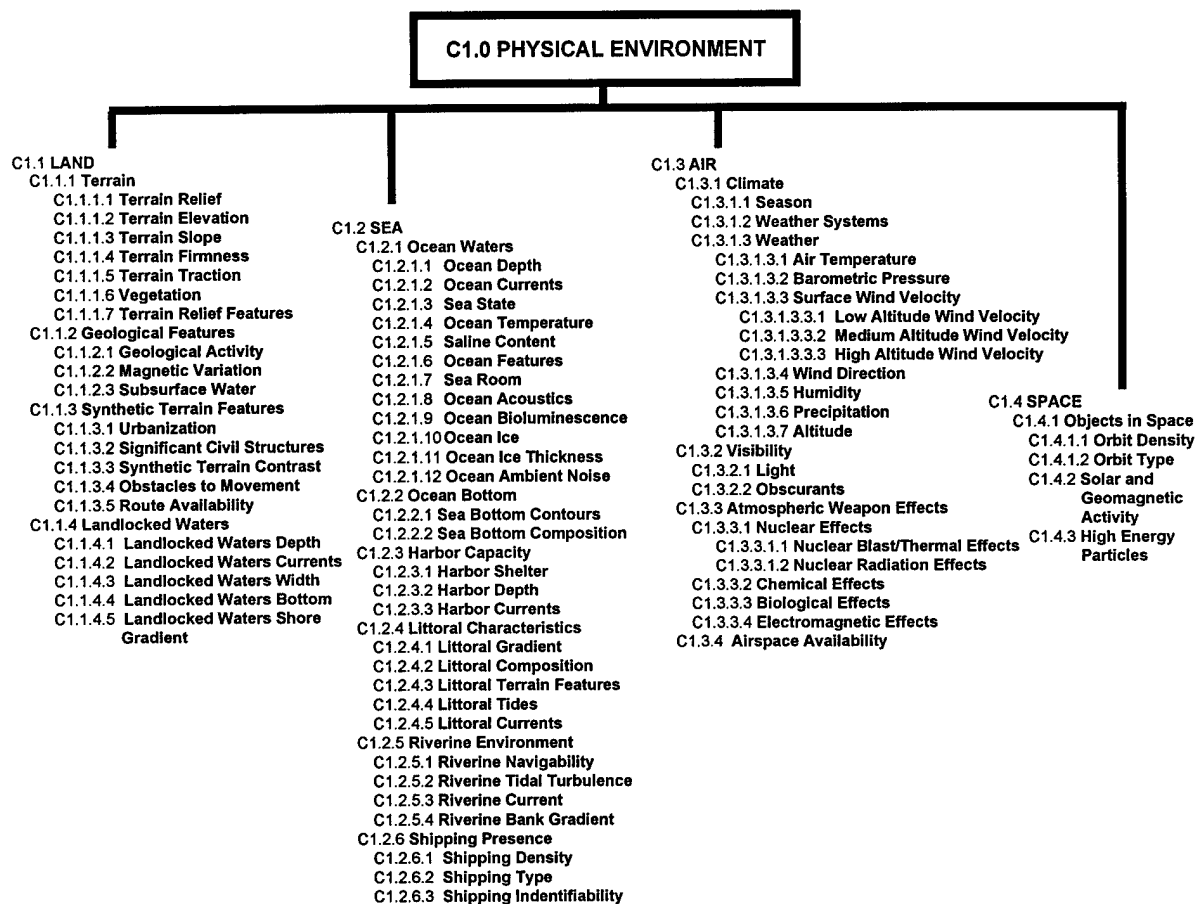 C1.0 PHYSICAL ENVIRONMENT
C1.1 LAND
C1.1.1 Terrain
C1.1.1.1 Terrain Relief
C1.1.1.2 Terrain Elevation
C1.1.1.3 Terrain Slope
C1.1.1.4 Terrain Firmness
C1.1.1.5 Terrain Traction
C1.1.1.6 Vegetation
C1.1.1.7 Terrain Relief Features
C1.1.2 Geological Features
C1.1.2.1 Geological Activity
C1.1.2.2 Magnetic Variation
C1.1.2.3 Subsurface Water
C1.1.3 Synthetic Terrain Features
C1.1.3.1 Urbanization
C1.1.3.2 Significant Civil Structures
C1.1.3.3 Synthetic Terrain Contrast
C1.1.3.4 Obstacles to Movement
C1.1.3.5 Route Availability
C1.1.4 Landlocked Waters
C1.1.4.1 Landlocked Waters Depth
C1.1.4.2 Landlocked Waters Currents
C1.1.4.3 Landlocked Waters Width
C1.1.4.4 Landlocked Waters Bottom
C1.1.4.5 Landlocked Waters Shore
Gradient
C1.2 SEA
C1.2.1 Ocean Waters
C1.2.1.1 Ocean Depth
C1.2.1.2 Ocean Currents
C1.2.1.3 Sea State
C1.2.1.4 Ocean Temperature
C1.2.1.5 Saline Content
C1.2.1.6 Ocean Features
C1.2.1.7 Sea Room
C1.2.1.8 Ocean Acoustics
C1.2.1.9 Ocean Bioluminescence
C1.2.1.10 Ocean Ice
C1.2.1.11 Ocean Ice Thickness
C1.2.1.12 Ocean Ambient Noise
C1.2.2 Ocean Bottom
C1.2.2.1 Sea Bottom Contours
C1.2.2.2 Sea Bottom Composition
C1.2.3 Harbor Capacity
C1.2.3.1 Harbor Shelter
C1.2.3.2 Harbor Depth
C1.2.3.3 Harbor Currents
C1.2.4 Littoral Characteristics
C1.2.4.1 Littoral Gradient
C1.2.4.2 Littoral Composition
C1.2.4.3 Littoral Terrain Features
C1.2.4.4 Littoral Tides
C1.2.4.5 Littoral Currents
C1.2.5 Riverine Environment
C1.2.5.1 Riverine Navigability
C1.2.5.2 Riverine Tidal Turbulence
C1.2.5.3 Riverine Current
C1.2.5.4 Riverine Bank Gradient
C1.2.6 Shipping Presence
C1.2.6.1 Shipping Density
C1.2.6.2 Shipping Type
C1.2.6.3 Shipping Indentifiability
C1.3 AIR
C1.3.1 Climate
C1.3.1.1 Season
C1.3.1.2 Weather Systems
C1.3.1.3 Weather
C1.3.1.3.1 Air Temperature
C1.3.1.3.2 Barometric Pressure
C1.3.1.3.3 Surface Wind Velocity
C1.3.1.3.3.1 Low Altitude Wind Velocity
C1.3.1.3.3.2 Medium Altitude Wind Velocity
C1.3.1.3.3.3 High Altitude Wind Velocity
C1.3.1.3.4 Wind Direction
C1.3.1.3.5 Humidity
C1.3.1.3.6 Precipitation
C1.3.1.3.7 Altitude
C1.3.2 Visibility
C1.3.2.1 Light
C1.3.2.2 Obscurants
C1.3.3 Atmospheric Weapon Effects
C1.3.3.1 Nuclear Effects
C1.3.3.1.1 Nuclear Blast/Thermal Effects
C1.3.3.1.2 Nuclear Radiation Effects
C1.3.3.2 Chemical Effects
C1.3.3.3 Biological Effects
C1.3.3.4 Electromagnetic Effects
C1.3.4 Airspace Availability
C1.4 SPACE
C1.4.1 Objects in Space
C1.4.1.1 Orbit Density
C1.4.1.2 Orbit Type
C1.4.2 Solar and
Geomagnetic
Activity
C1.4.3 High Energy
Particles